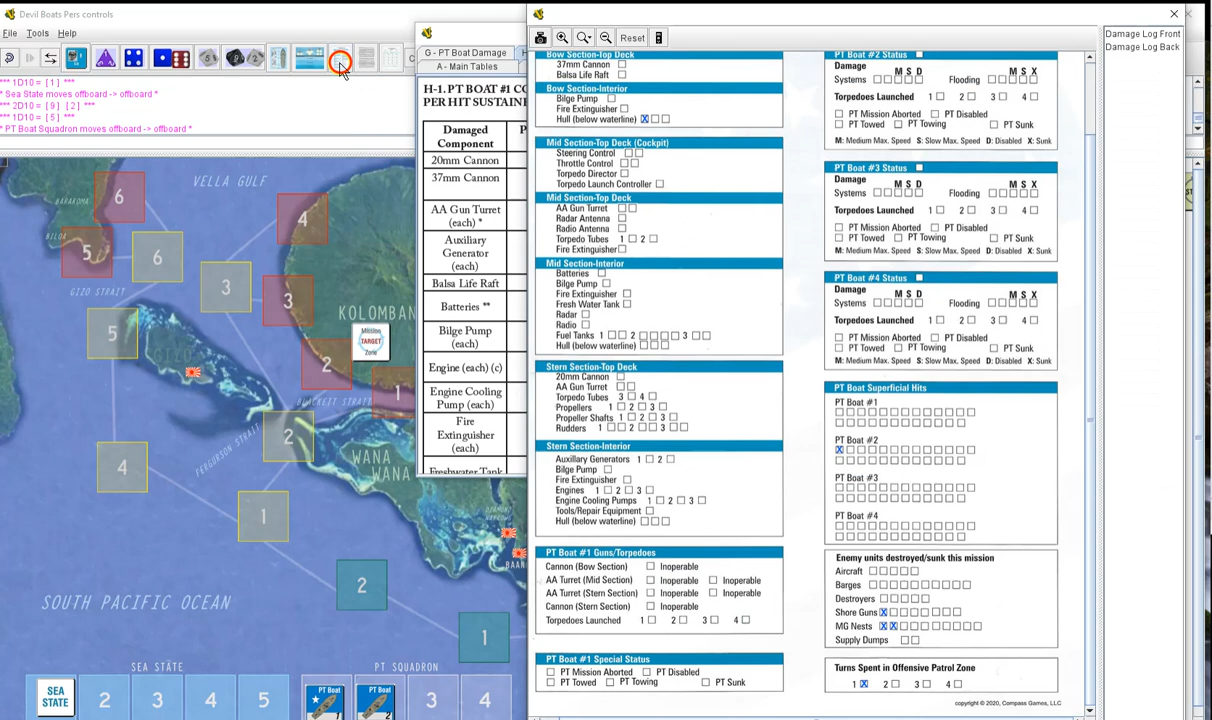 Devil Boats Pers controls
File Tools Help
*** 1D10 = [ 1 ] ***
* Sea State moves offboard -> offboard *
*** 2D10 = [ 9 ] [ 2 ] ***
*** 1D10 = [ 5 ] ***
* PT Boat Squadron moves offboard -> offboard *
G - PT Boat Damage
A - Main Tables
H-1. PT BOAT #1 CO
PER HIT SUSTAIN
Damaged
Component
20mm Cannon
37mm Cannon
AA Gun Turret
(each) *
Auxiliary
Generator
(each)
Balsa Life Raft
Batteries **
Bilge Pump
(each)
Engine (each) (c)
Engine Cooling
Pump (each)
Fire
Extinguisher
(each)
Freshwater Tank
VELLA GULF
BARAKOMA
BILOA
GIZO STRAIT
GIZO
KOLOMBAN
BLACKETT STRAIT
FERGUSON STRAIT
WANA
WANA
SOUTH PACIFIC OCEAN
6
5
6
3
4
3
5
2
1
2
4
1
2
1
Mission
TARGET
Zone
SEA STATE
SEA
STATE
2 3 4 5
PT SQUADRON
PT Boat
1
PT Boat
2
3 4
Reset
Bow Section-Top Deck
37mm Cannon
Balsa Life Raft
Bow Section-Interior
Bilge Pump
Fire Extinguisher
Hull (below waterline) X
Mid Section-Top Deck (Cockpit)
Steering Control
Throttle Control
Torpedo Director
Torpedo Launch Controller
Mid Section-Top Deck
AA Gun Turret
Radar Antenna
Radio Antenna
Torpedo Tubes 1 2
Fire Extinguisher
Mid Section-Interior
Batteries
Bilge Pump
Fire Extinguisher
Fresh Water Tank
Radar
Radio
Fuel Tanks 1 2 3
Hull (below waterline)
Stern Section-Top Deck
20mm Cannon
AA Gun Turret
Torpedo Tubes 3 4
Propellers 1 2 3
Propeller Shafts 1 2 3
Rudders 1 2 3
Stern Section-Interior
Auxillary Generators 1 2
Bilge Pump
Fire Extinguisher
Engines 1 2 3
Engine Cooling Pumps 1 2 3
Tools/Repair Equipment
Hull (below waterline)
PT Boat #1 Guns/Torpedoes
Cannon (Bow Section) Inoperable
AA Turret (Mid Section) Inoperable Inoperable
AA Turret (Stern Section) Inoperable Inoperable
Cannon (Stern Section) Inoperable
Torpedoes Launched 1 2 3 4
PT Boat #1 Special Status
PT Mission Aborted PT Disabled
PT Towed PT Towing PT Sunk
PT Boat #2 Status
Damage M S D M S X
Systems Flooding
Torpedoes Launched 1 2 3 4
PT Mission Aborted PT Disabled
PT Towed PT Towing PT Sunk
M: Medium Max. Speed S: Slow Max. Speed D: Disabled X: Sunk
PT Boat #3 Status
Damage M S D M S X
Systems Flooding
Torpedoes Launched 1 2 3 4
PT Mission Aborted PT Disabled
PT Towed PT Towing PT Sunk
M: Medium Max. Speed S: Slow Max. Speed D: Disabled X: Sunk
PT Boat #4 Status
Damage M S D M S X
Systems Flooding
Torpedoes Launched 1 2 3 4
PT Mission Aborted PT Disabled
PT Towed PT Towing PT Sunk
M: Medium Max. Speed S: Slow Max. Speed D: Disabled X: Sunk
PT Boat Superficial Hits
PT Boat #1
PT Boat #2
X
PT Boat #3
PT Boat #4
Enemy units destroyed/sunk this mission
Aircraft
Barges
Destroyers
Shore Guns X
MG Nests X X
Supply Dumps
Turns Spent in Offensive Patrol Zone
1 X 2 3 4
copyright © 2020, Compass Games, LLC
Damage Log Front
Damage Log Back